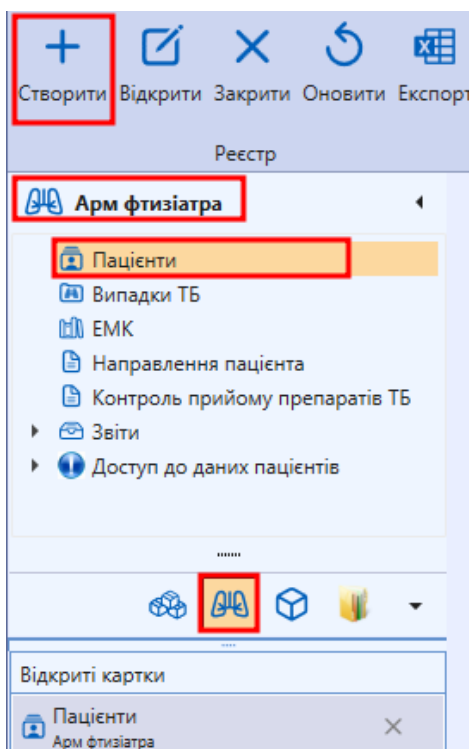 Створити Відкрити Закрити Оновити Експорт
Реєстр
Арм фтизіатра
Пацієнти
Випадки ТБ
ЕМК
Направлення пацієнта
Контроль прийому препаратів ТБ
Звіти
Доступ до даних пацієнтів
Відкриті картки
Пацієнти
Арм фтизіатра